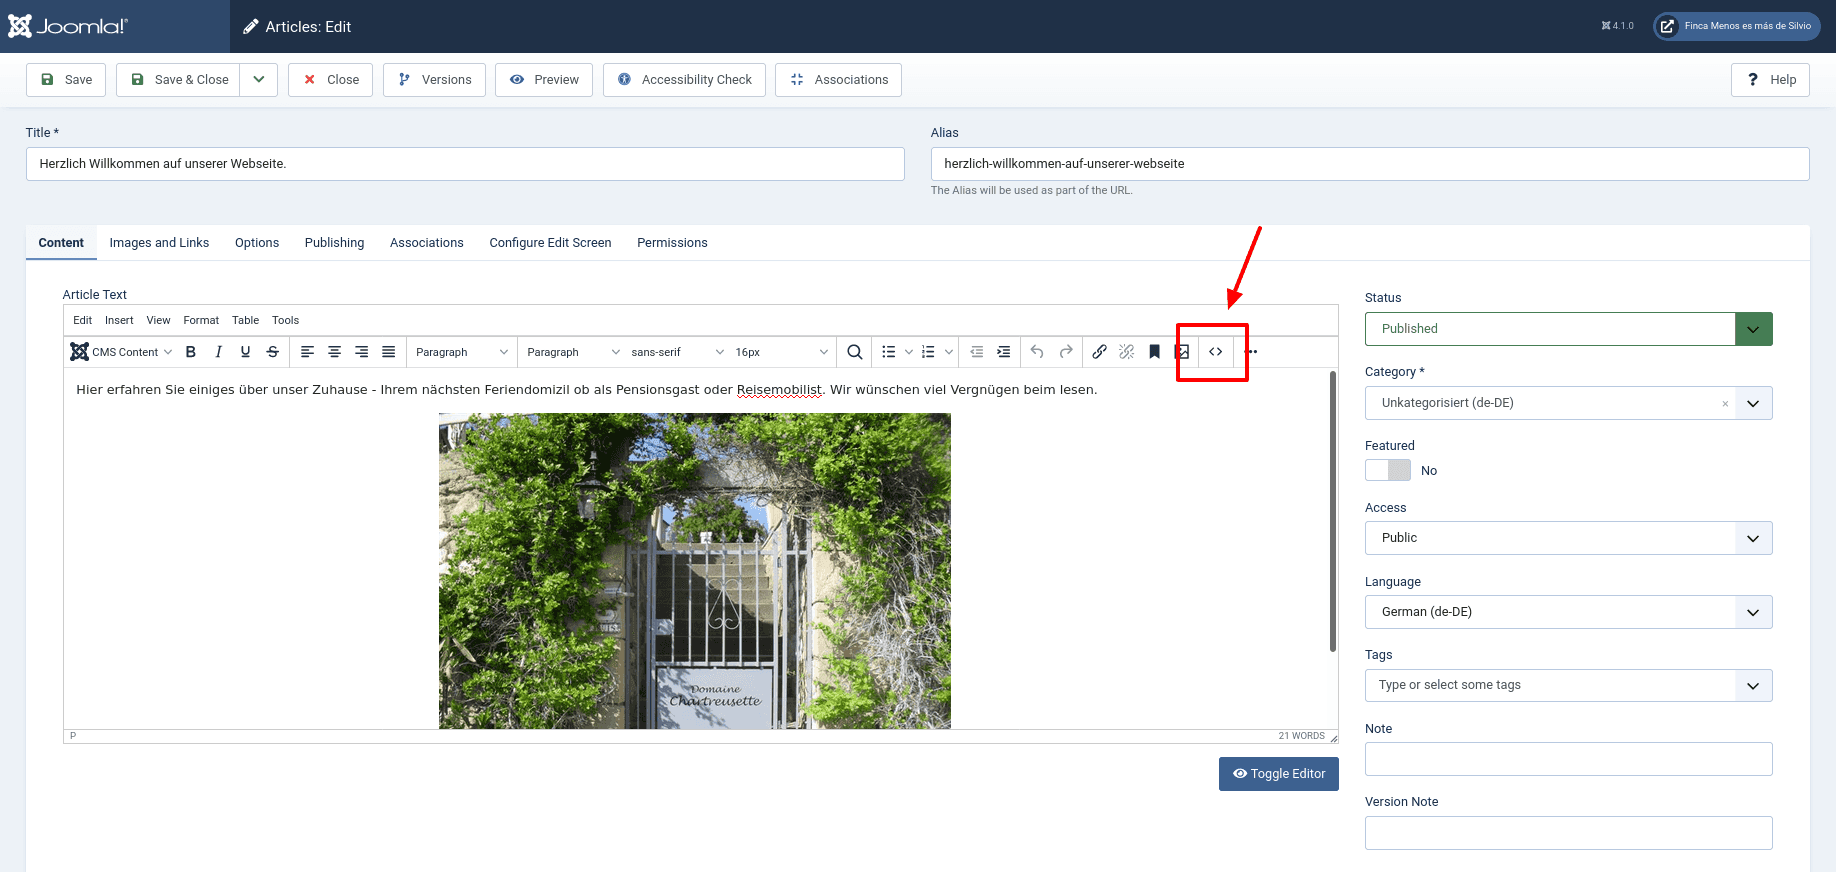 Joomla!®
Articles: Edit
4.1.0
Finca Menos es más de Silvio
Save
Save & Close
Close
Versions
Preview
Accessibility Check
Associations
? Help
Title *
Alias
Herzlich Willkommen auf unserer Webseite.
herzlich-willkommen-auf-unserer-webseite
The Alias will be used as part of the URL.
Content
Images and Links
Options
Publishing
Associations
Configure Edit Screen
Permissions
Article Text
Edit
Insert
View
Format
Table
Tools
CMS Content
B
I
U
S
Paragraph
Paragraph
sans-serif
16px
Hier erfahren Sie einiges über unser Zuhause - Ihrem nächsten Feriendomizil ob als Pensionsgast oder Reisemobilist. Wir wünschen viel Vergnügen beim lesen.
Domaine
Chartreusette
P
21 WORDS
Toggle Editor
Status
Published
Category *
Unkategorisiert (de-DE)
×
Featured
No
Access
Public
Language
German (de-DE)
Tags
Type or select some tags
Note
Version Note